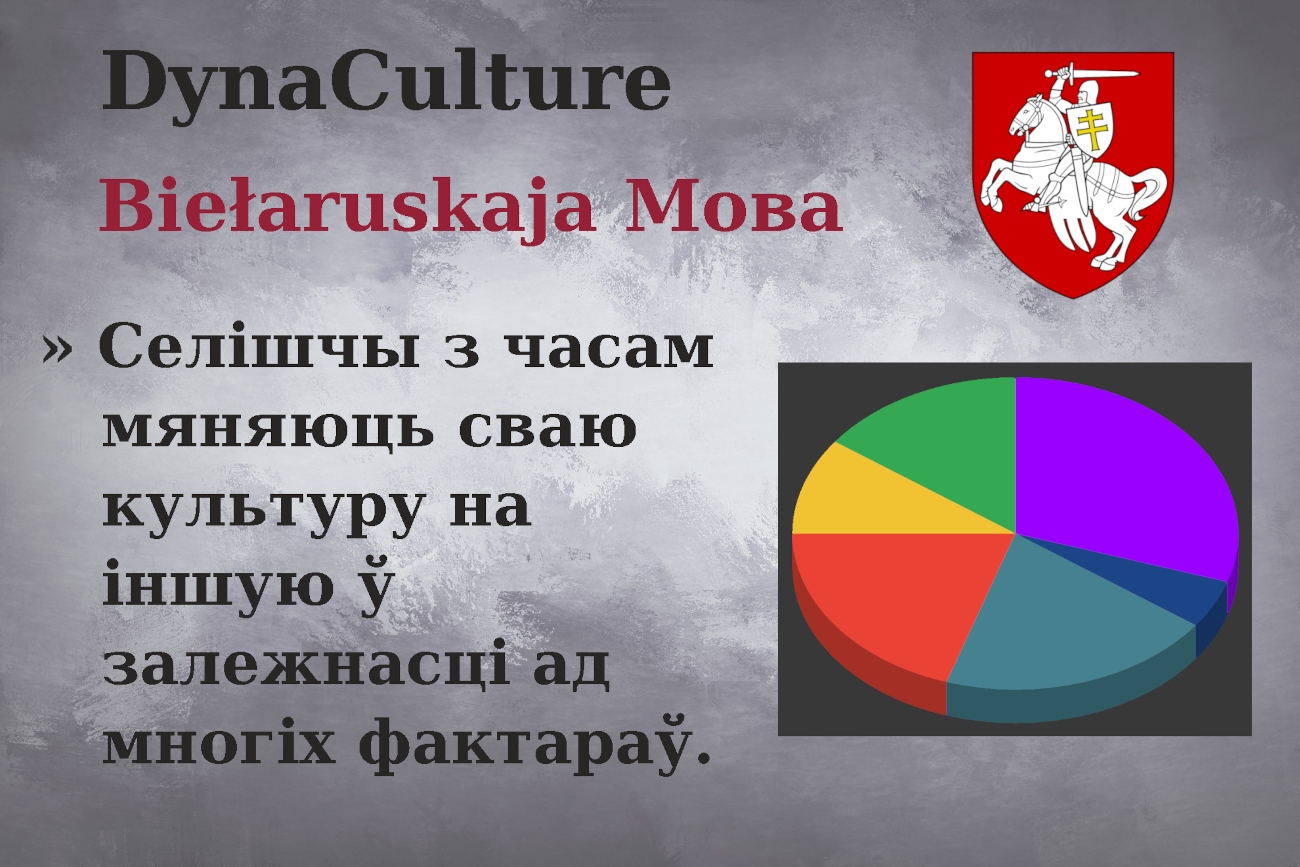 DynaCulture
Biełaruskaja Мова
» Селішчы з часам
мяняюць сваю
культуру на
іншую ў
залежнасці ад
многіх фактараў.